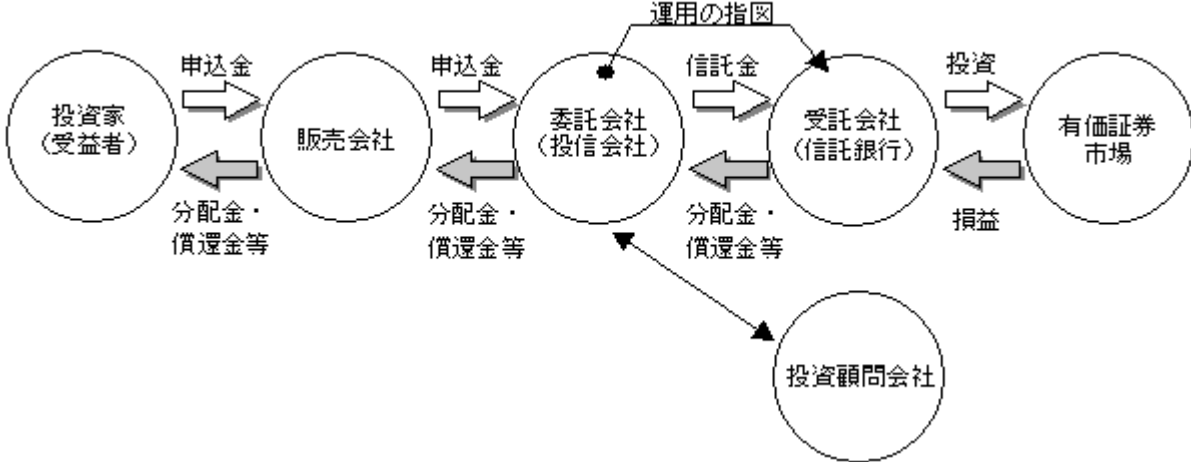 運用の指図
申込金
申込金
信託金
投資
投資家
(受益者)
販売会社
委託会社
(投信会社)
受託会社
(信託銀行)
有価証券
市場
分配金・
償還金等
分配金・
償還金等
分配金・
償還金等
損益
投資顧問会社